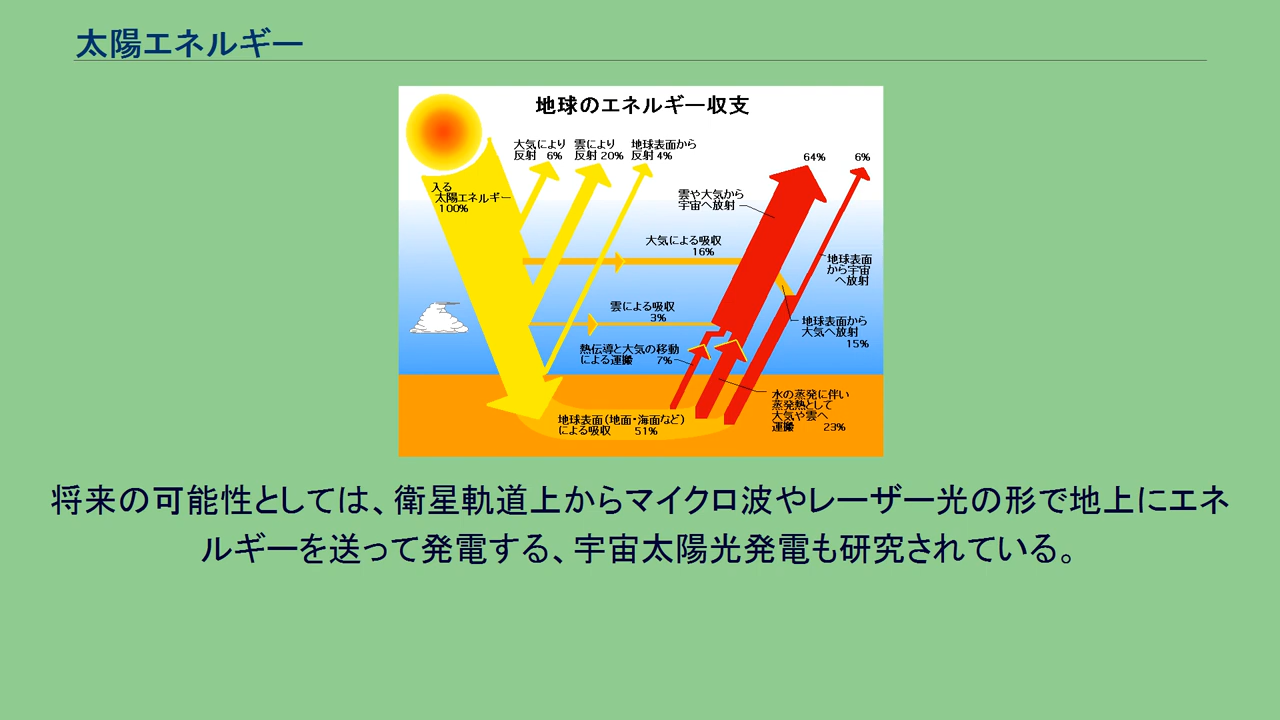 太陽エネルギー
地球のエネルギー収支
大気により
反射 6%
雲により
反射 20%
地球表面から
反射 4%
64%
6%
入る
太陽エネルギー
100%
雲や大気から
宇宙へ放射
大気による吸収
16%
地球表面
から宇宙
へ放射
雲による吸収
3%
地球表面から
大気へ放射
15%
熱伝導と大気の移動
による運搬 7%
水の蒸発に伴い
蒸発熱として
大気や雲へ
運搬 23%
地球表面(地面・海面など)
による吸収 51%
将来の可能性としては、衛星軌道上からマイクロ波やレーザー光の形で地上にエネ
ルギーを送って発電する、宇宙太陽光発電も研究されている。